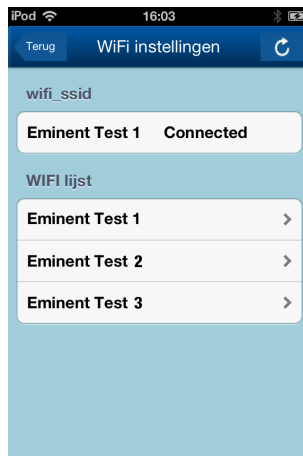 iPod 16:03
Terug WiFi instellingen
wifi_ssid
Eminent Test 1 Connected
WIFI lijst
Eminent Test 1
Eminent Test 2
Eminent Test 3